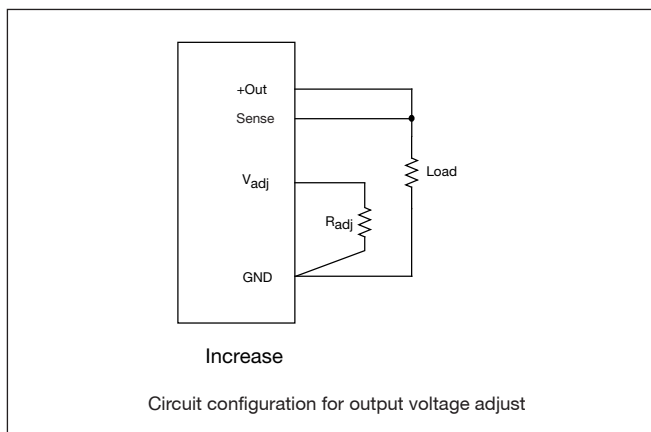 +Out
Sense
Load
Vadj
Radj
GND
Increase
Circuit configuration for output voltage adjust